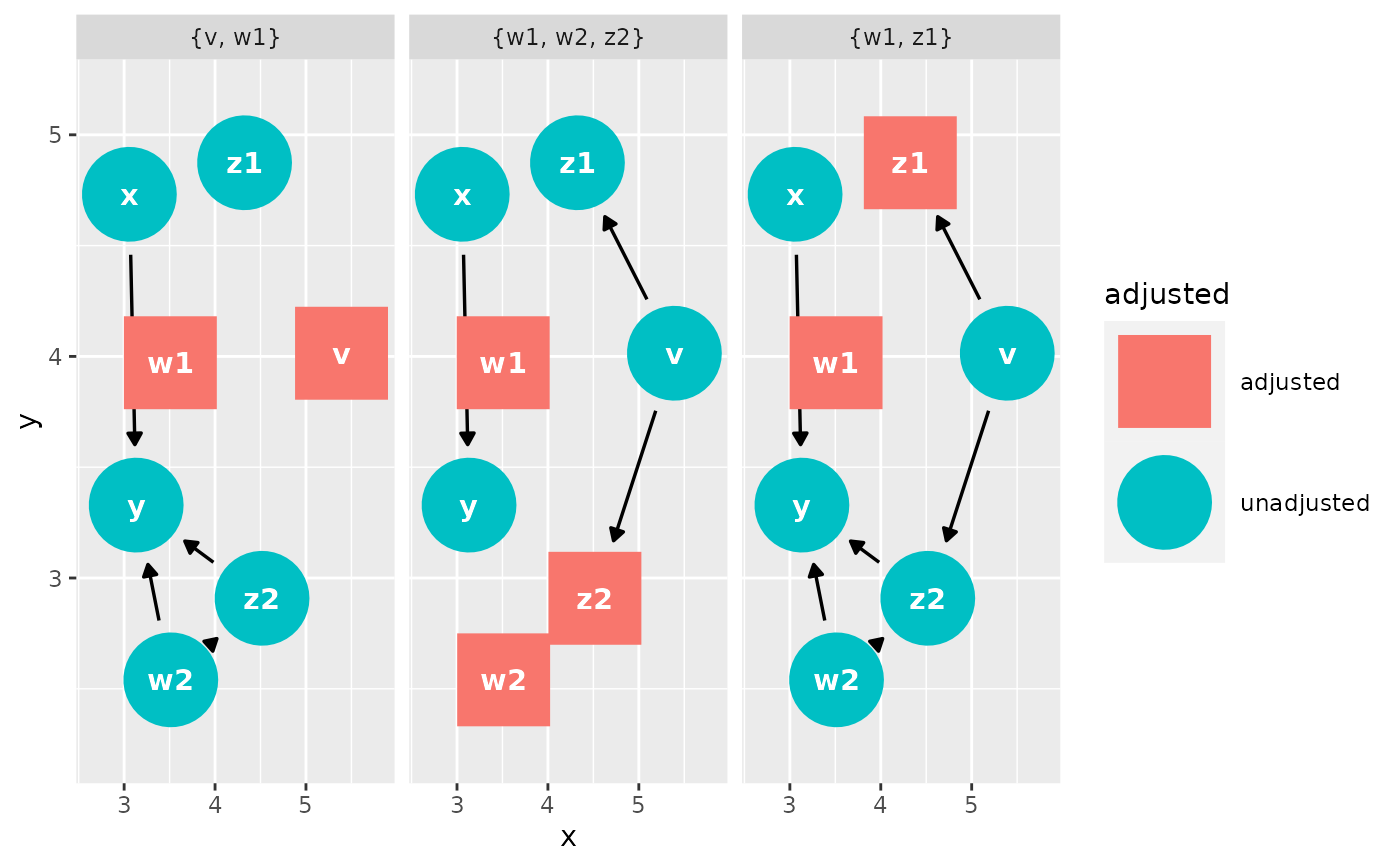 {v, w1}
{w1, w2, z2}
{w1, z1}
y
5
4
3
x
z1
w1
v
y
z2
w2
x
z1
w1
v
y
z2
w2
x
z1
w1
v
y
z2
w2
3 4 5
3 4 5
3 4 5
x
adjusted
adjusted
unadjusted